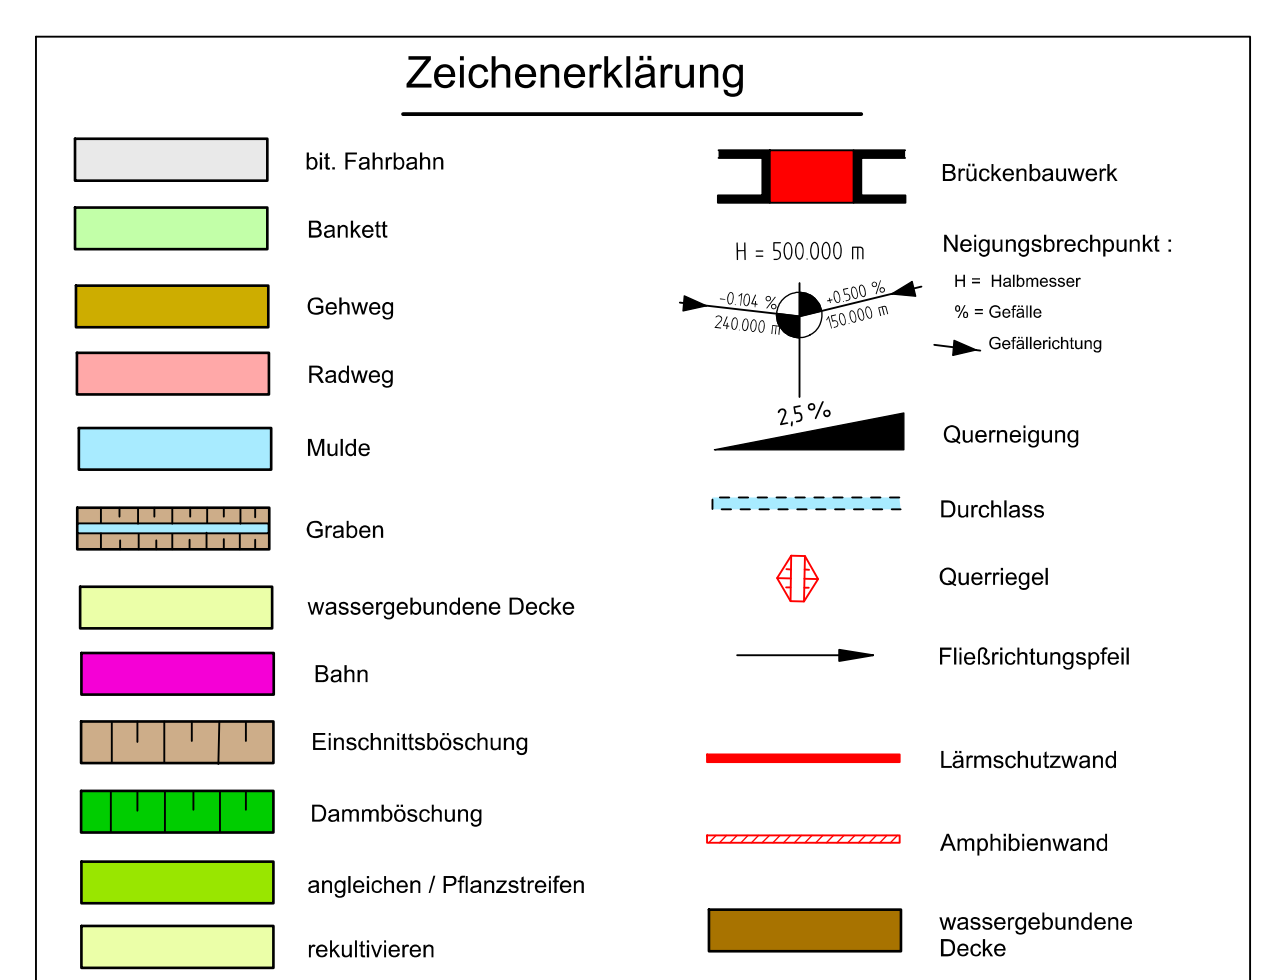 Zeichenerklärung
bit. Fahrbahn
Bankett
Gehweg
Radweg
Mulde
Graben
wassergebundene Decke
Bahn
Einschnittsböschung
Dammböschung
angleichen / Pflanzstreifen
rekultivieren
Brückenbauwerk
H = 500.000 m
-0.104 %
240.000 m
+0.500 %
150.000 m
Neigungsbrechpunkt :
H = Halbmesser
% = Gefälle
Gefällerichtung
2,5 %
Querneigung
Durchlass
Querriegel
Fließrichtungspfeil
Lärmschutzwand
Amphibienwand
wassergebundene
Decke